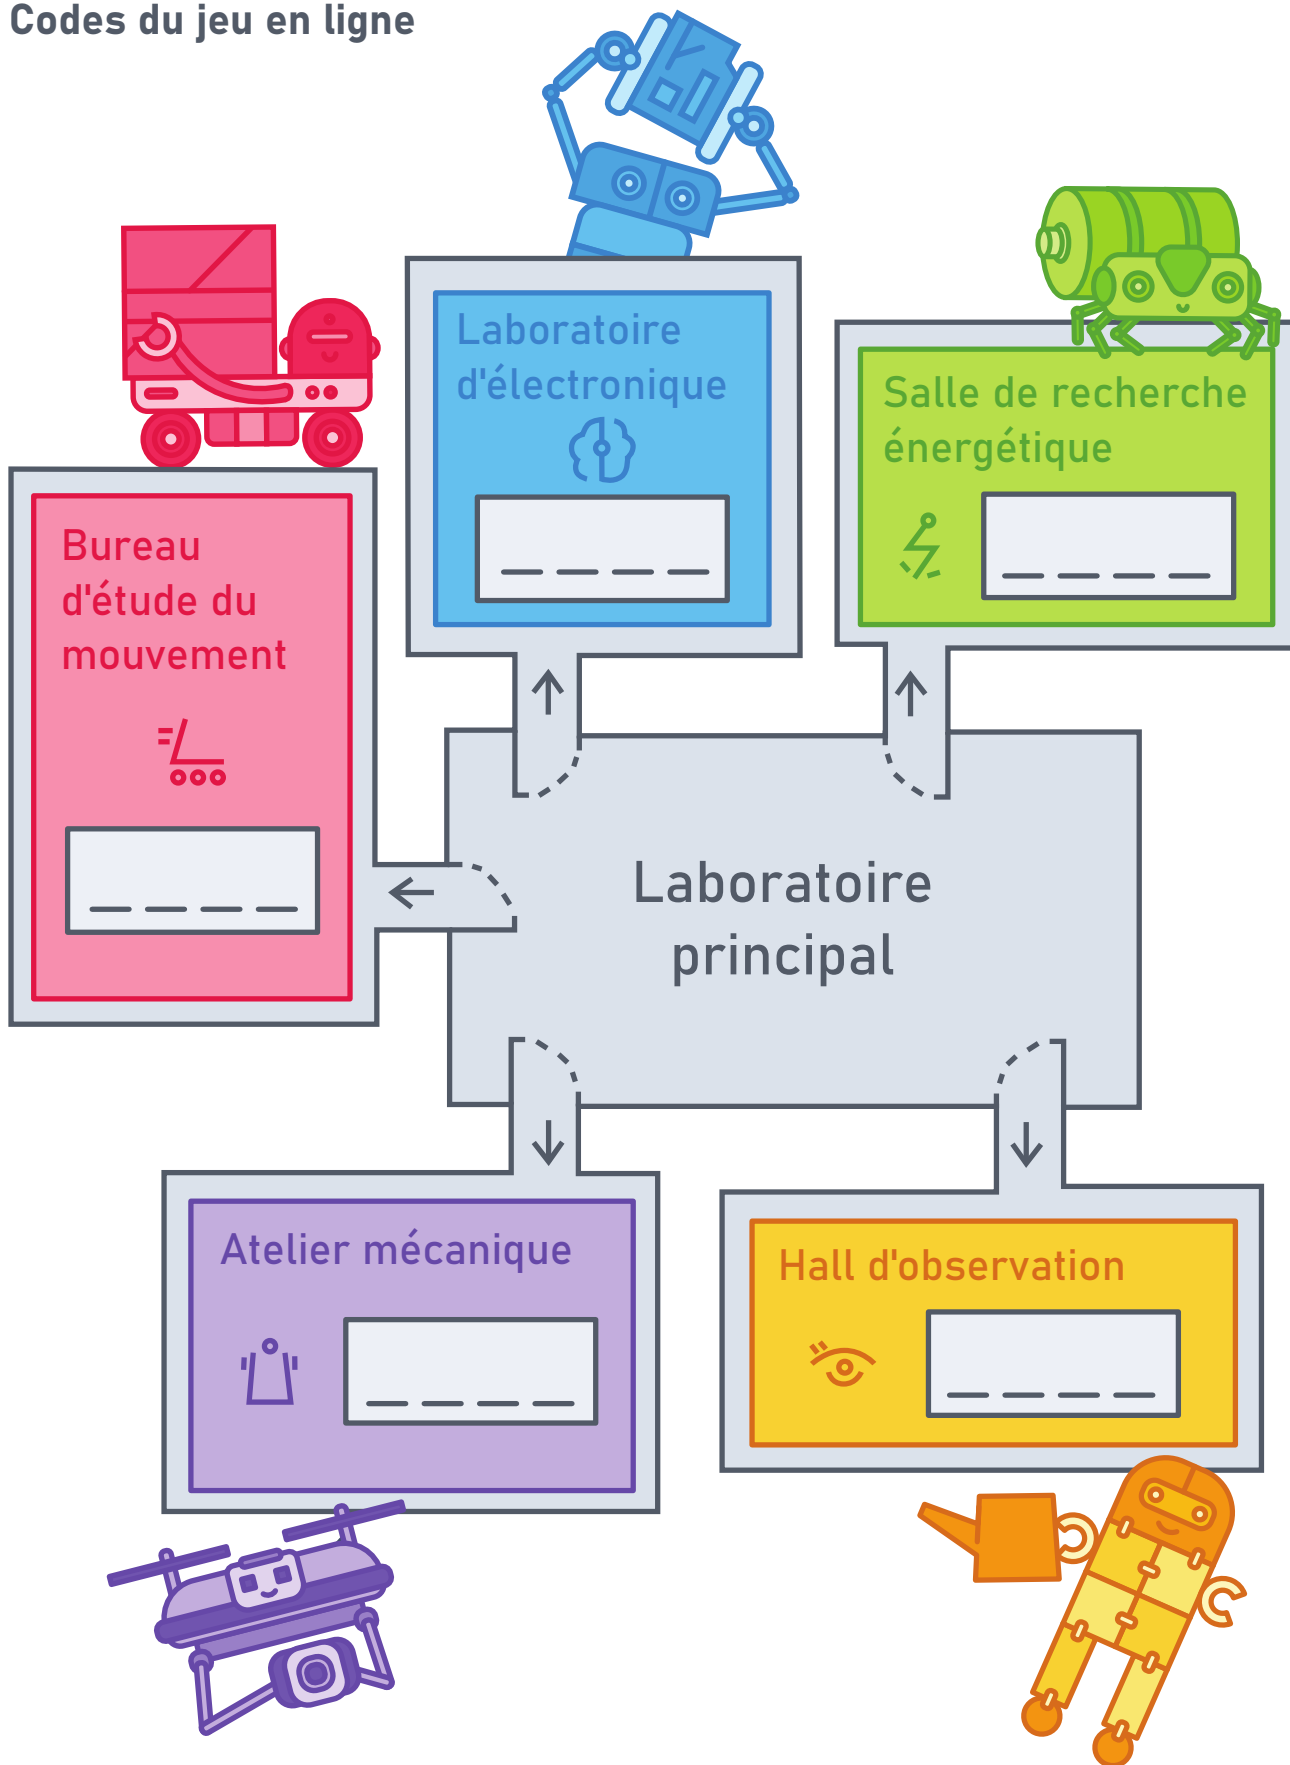 Codes du jeu en ligne
Laboratoire
d'électronique
Salle de recherche
énergétique
Bureau
d'étude du
mouvement
Laboratoire
principal
Atelier mécanique
Hall d'observation